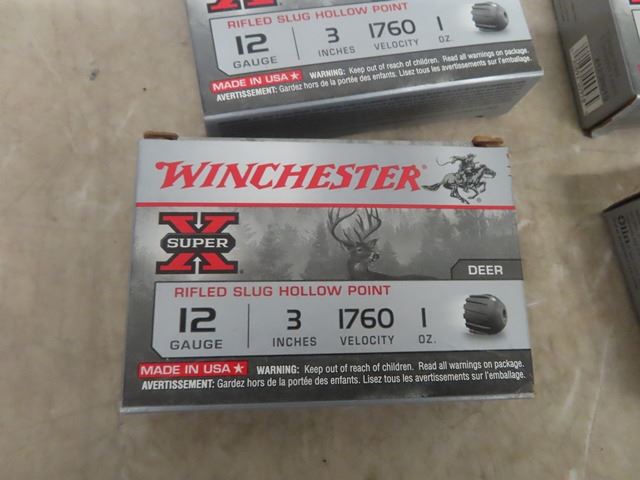 RIFLED SLUG HOLLOW POINT
12 3 1760 1
GAUGE INCHES VELOCITY OZ.
MADE IN USA WARNING: Keep out of reach of children. Read all warnings on package.
AVERTISSEMENT: Gardez hors de la portée des enfants. Lisez tous les avertissements sur l'emballage.
WINCHESTER
X
SUPER
DEER
RIFLED SLUG HOLLOW POINT
12 3 1760 1
GAUGE INCHES VELOCITY OZ.
MADE IN USA WARNING: Keep out of reach of children. Read all warnings on package.
AVERTISSEMENT: Gardez hors de la portée des enfants. Lisez tous les avertissements sur l'emballage.
Olin